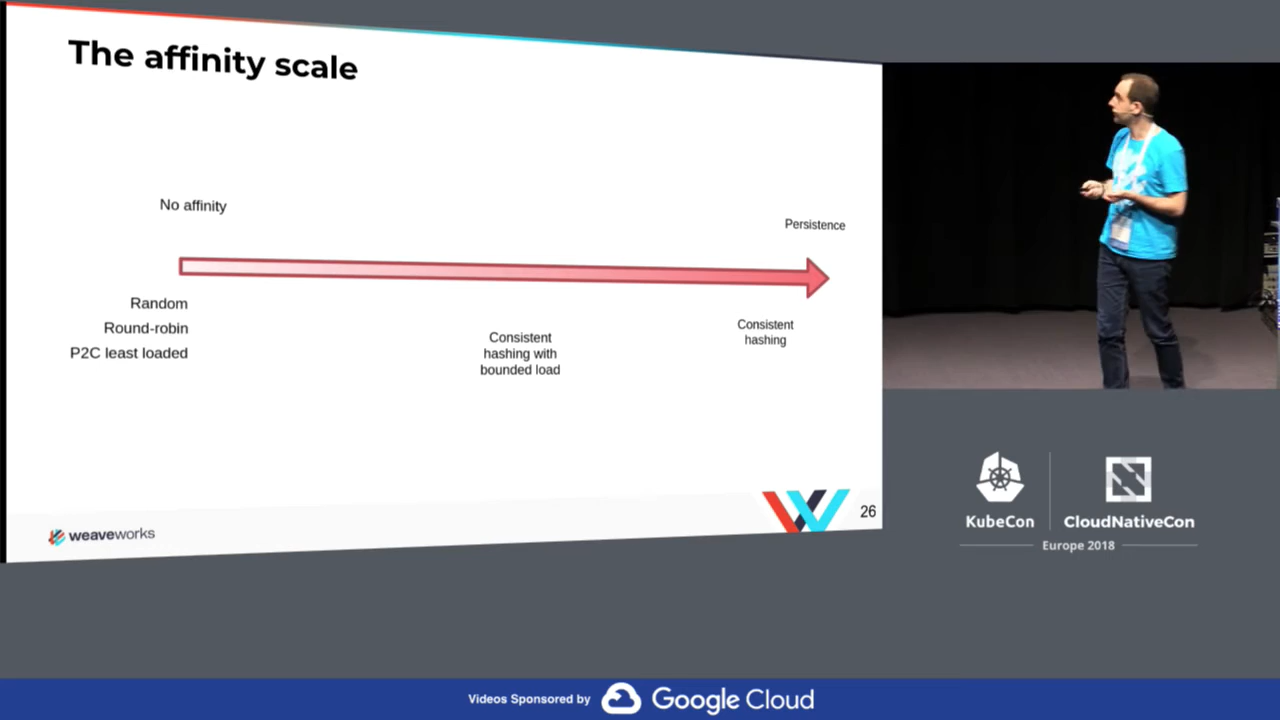 The affinity scale
No affinity
Persistence
Random
Round-robin
P2C least loaded
Consistent
hashing with
bounded load
Consistent
hashing
weaveworks
26
KubeCon
CloudNativeCon
Europe 2018
Videos Sponsored by
Google Cloud